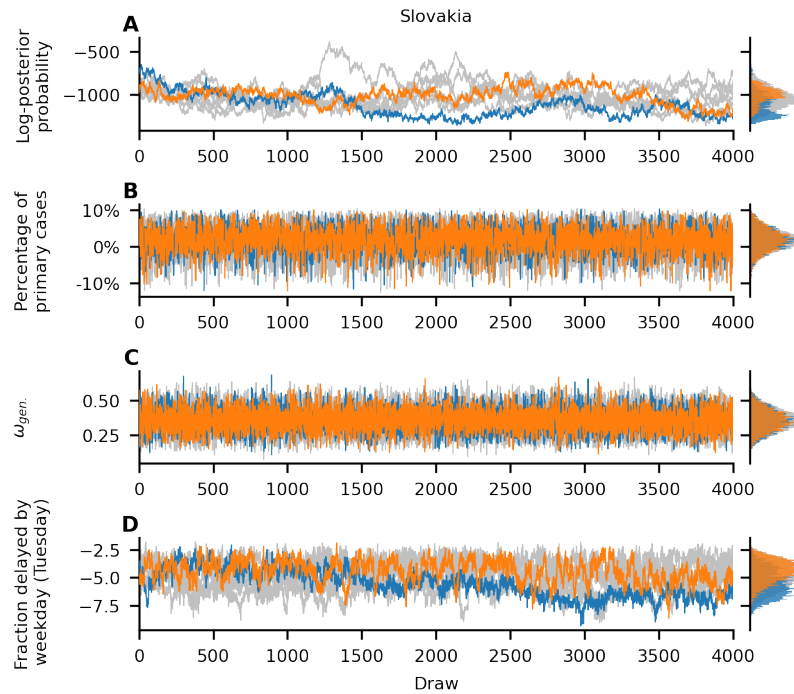 Slovakia
A
Log-posterior
probability
−500
−1000
0 500 1000 1500 2000 2500 3000 3500 4000
B
Percentage of
primary cases
10%
0%
-10%
0 500 1000 1500 2000 2500 3000 3500 4000
C
ωgen.
0.50
0.25
0 500 1000 1500 2000 2500 3000 3500 4000
D
Fraction delayed by
weekday (Tuesday)
−2.5
−5.0
−7.5
0 500 1000 1500 2000 2500 3000 3500 4000
Draw